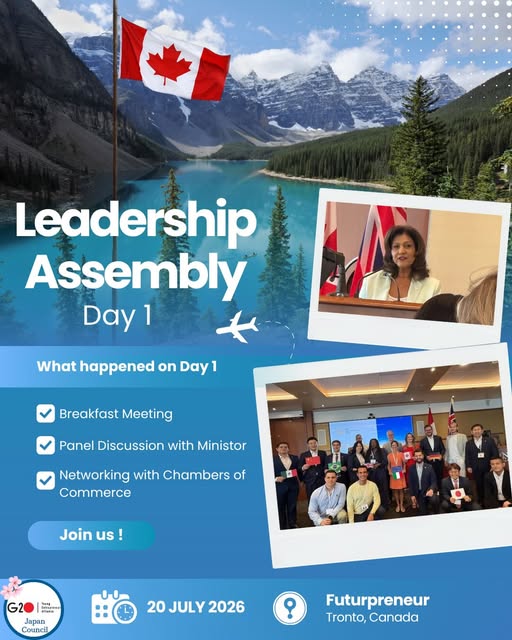 Leadership
Assembly
Day 1
What happened on Day 1
Breakfast Meeting
Panel Discussion with Ministor
Networking with Chambers of
Commerce
Join us !
G20
Young
Entrepreneurs'
Alliance
Japan
Council
20 JULY 2026
Futurpreneur
Tronto, Canada